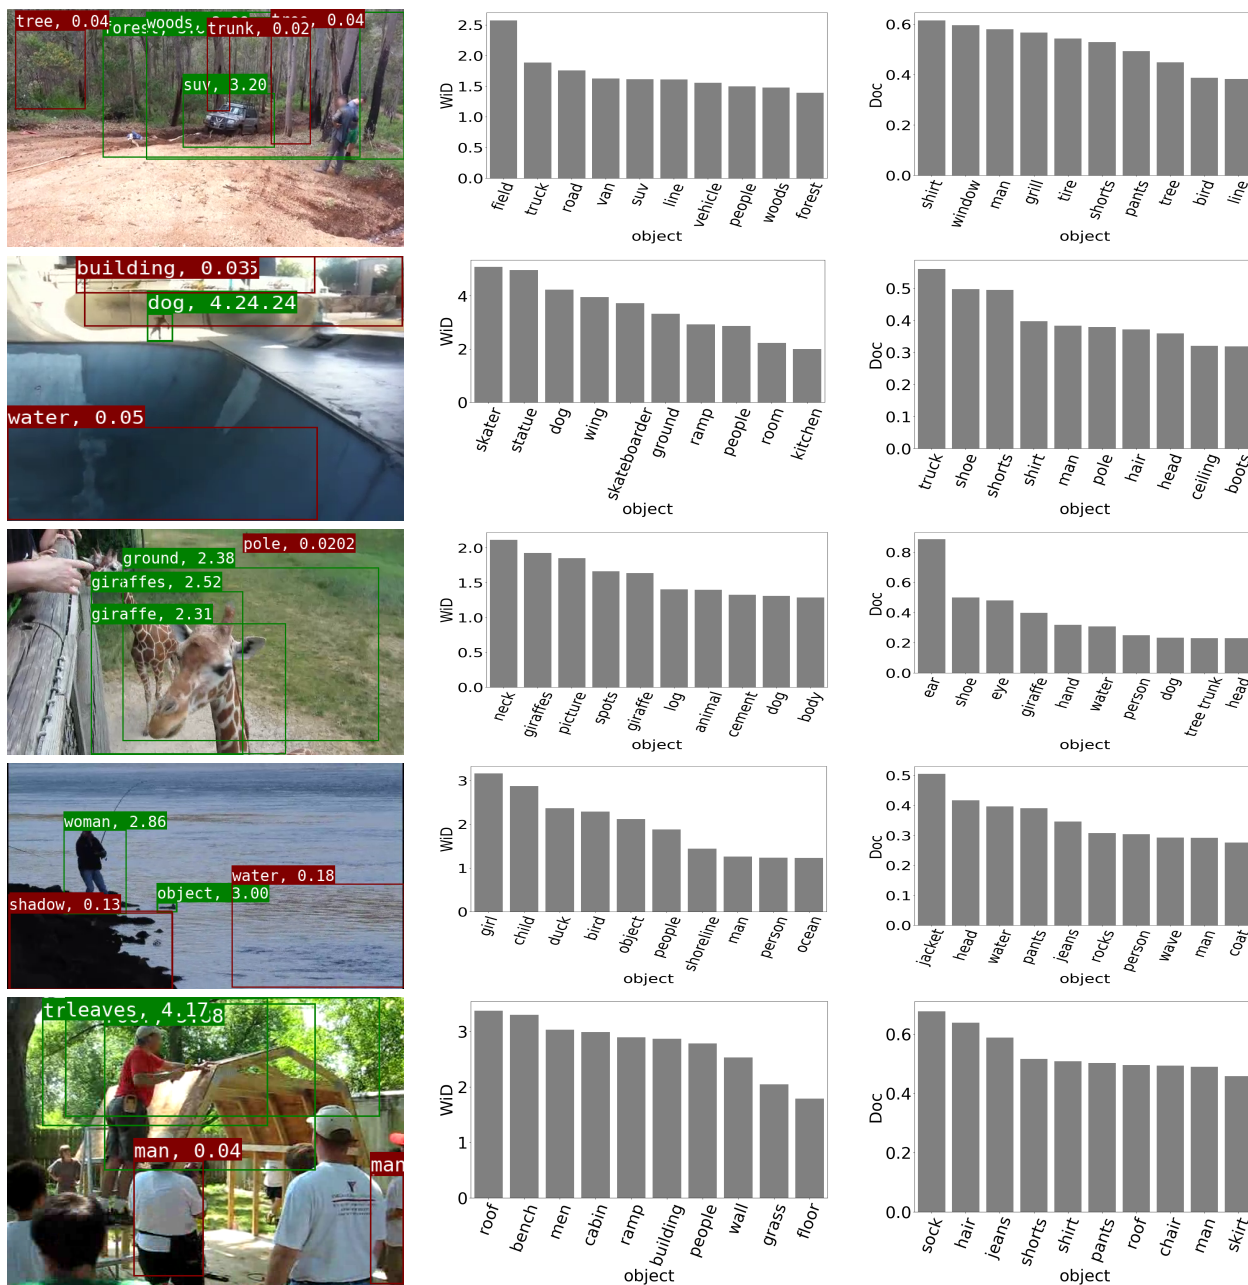 tree, 0.04
woods,
tree, 0.04
trunk, 0.02
suv, 3.20
WiD
2.5
2.0
1.5
1.0
0.5
0.0
field truck road van suv line vehicle people woods forest
object
Doc
0.6
0.4
0.2
0.0
shirt window man grill tire shorts pants tree bird line
object
building, 0.035
dog, 4.24.24
water, 0.05
WiD
4
2
0
skater statue dog wing skateboarder ground ramp people room kitchen
object
Doc
0.5
0.4
0.3
0.2
0.1
0.0
truck shoe shorts shirt man pole hair head ceiling boots
object
pole, 0.0202
ground, 2.38
giraffes, 2.52
giraffe, 2.31
WiD
2.0
1.5
1.0
0.5
0.0
neck giraffes picture spots giraffe log animal cement dog body
object
Doc
0.8
0.6
0.4
0.2
0.0
ear shoe eye giraffe hand water person dog tree trunk head
object
woman, 2.86
water, 0.18
object, 3.00
shadow, 0.13
WiD
3
2
1
0
girl child duck bird object people shoreline man person ocean
object
Doc
0.5
0.4
0.3
0.2
0.1
0.0
jacket head water pants jeans rocks person wave man coat
object
trleaves, 4.17
man, 0.04
man
WiD
3
2
1
0
roof bench men cabin ramp building people wall grass floor
object
Doc
0.6
0.4
0.2
0.0
sock hair jeans shorts shirt pants roof chair man skirt
object